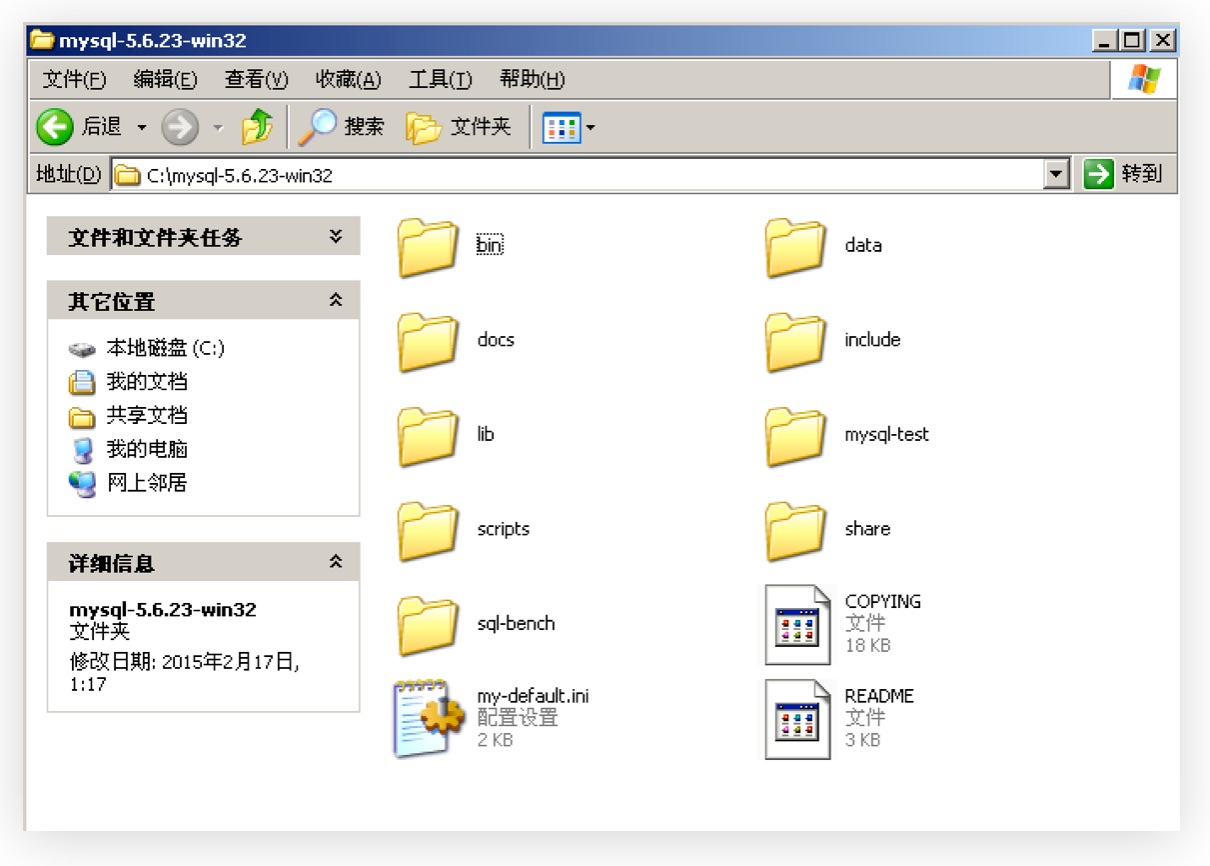 mysql-5.6.23-win32
文件(F) 编辑(E) 查看(V) 收藏(A) 工具(T) 帮助(H)
后退 搜索 文件夹
地址(D) C:\mysql-5.6.23-win32 转到
文件和文件夹任务
其它位置
本地磁盘 (C:)
我的文档
共享文档
我的电脑
网上邻居
详细信息
mysql-5.6.23-win32
文件夹
修改日期: 2015年2月17日,
1:17
bin
data
docs
include
lib
mysql-test
scripts
share
sql-bench
COPYING
文件
18 KB
my-default.ini
配置设置
2 KB
README
文件
3 KB